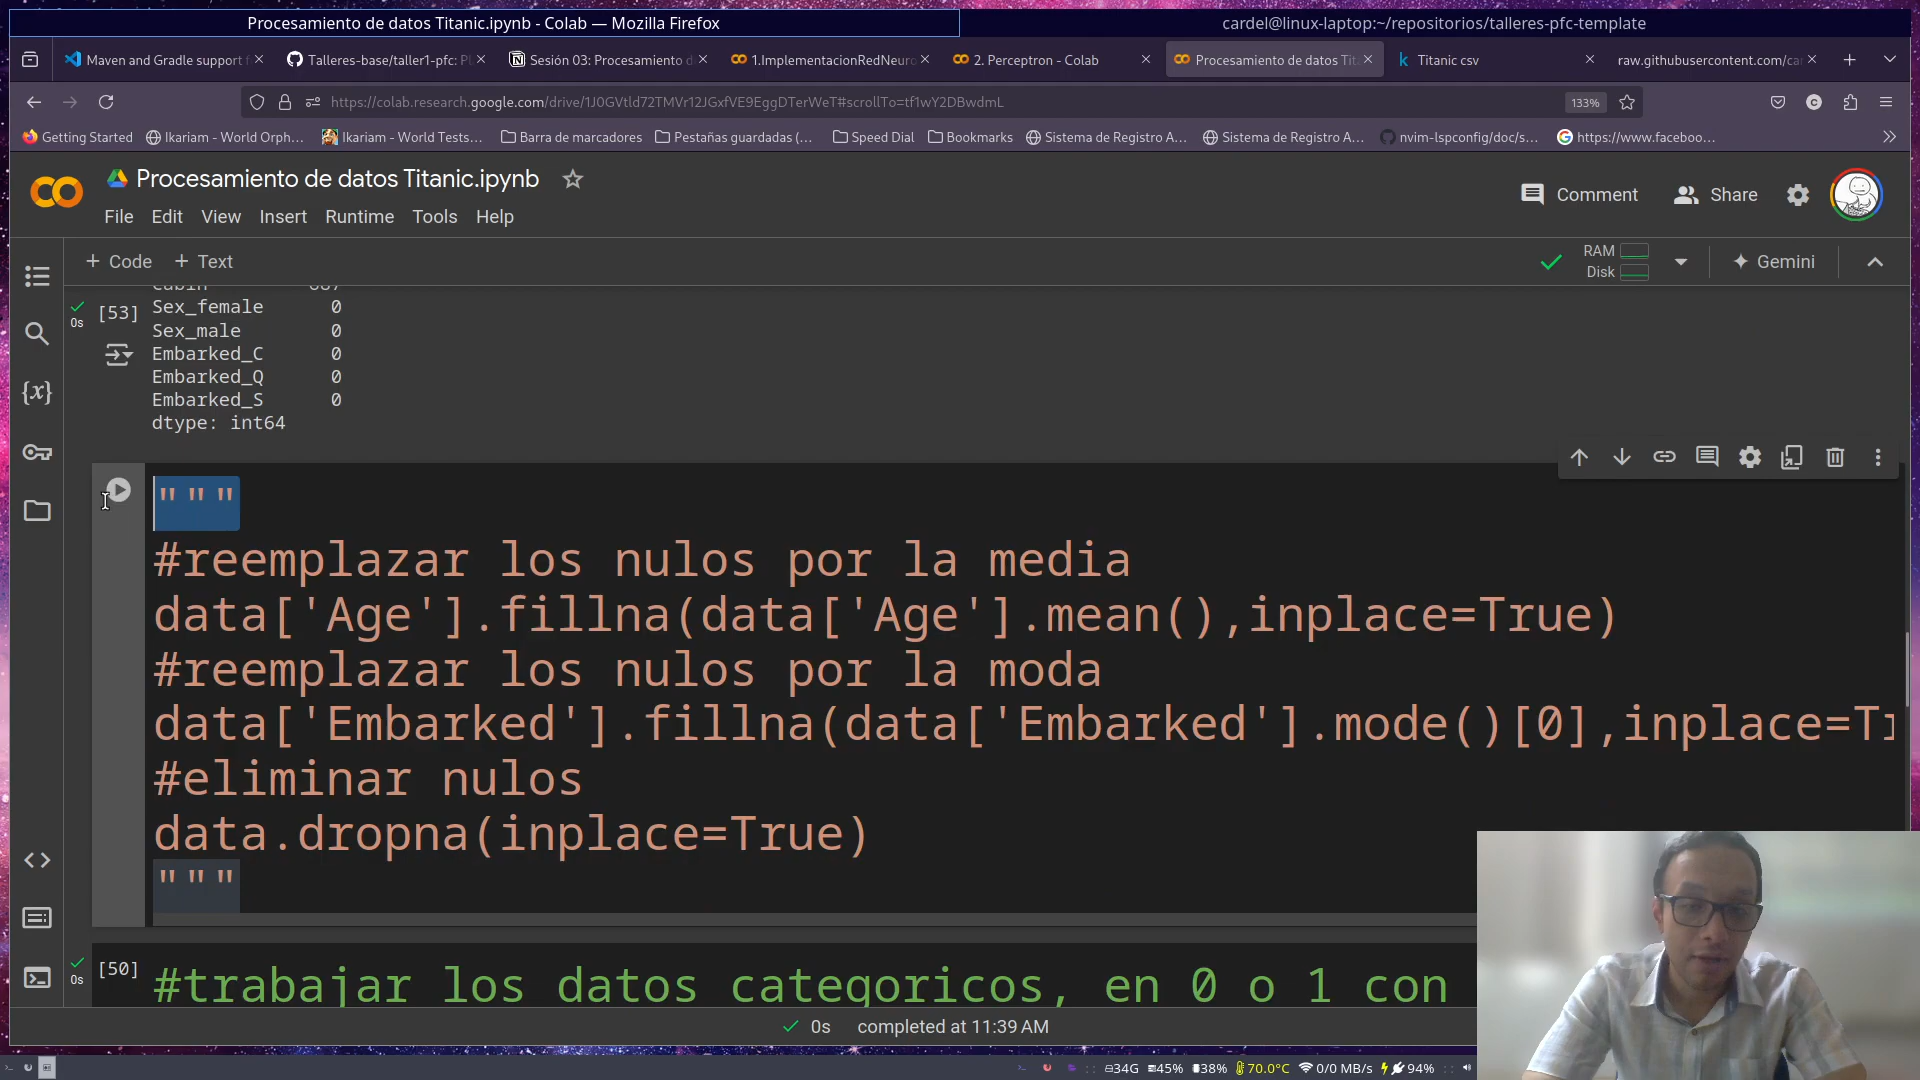 Procesamiento de datos Titanic.ipynb - Colab — Mozilla Firefox
cardel@linux-laptop:~/repositorios/talleres-pfc-template
Maven and Gradle support f
Talleres-base/taller1-pfc: Pl
Sesión 03: Procesamiento d
1.ImplementacionRedNeuro
2. Perceptron - Colab
Procesamiento de datos Tita
Titanic csv
raw.githubusercontent.com/ca
https://colab.research.google.com/drive/1J0GVtld72TMVr12JGxfVE9EggDTerWeT#scrollTo=tf1wY2DBwdmL
133%
Getting Started
Ikariam - World Orph...
Ikariam - World Tests...
Barra de marcadores
Pestañas guardadas (...
Speed Dial
Bookmarks
Sistema de Registro A...
Sistema de Registro A...
nvim-lspconfig/doc/s...
https://www.faceboo...
Procesamiento de datos Titanic.ipynb
Comment
Share
File Edit View Insert Runtime Tools Help
+ Code + Text
RAM
Disk
Gemini
[53]
0s
Sex_female 0
Sex_male 0
Embarked_C 0
Embarked_Q 0
Embarked_S 0
dtype: int64
"""
#reemplazar los nulos por la media
data['Age'].fillna(data['Age'].mean(),inplace=True)
#reemplazar los nulos por la moda
data['Embarked'].fillna(data['Embarked'].mode()[0],inplace=Tr
#eliminar nulos
data.dropna(inplace=True)
"""
[50]
0s
#trabajar los datos categoricos, en 0 o 1 con
0s completed at 11:39 AM
34G 45% 38% 70.0°C 0/0 MB/s 94%